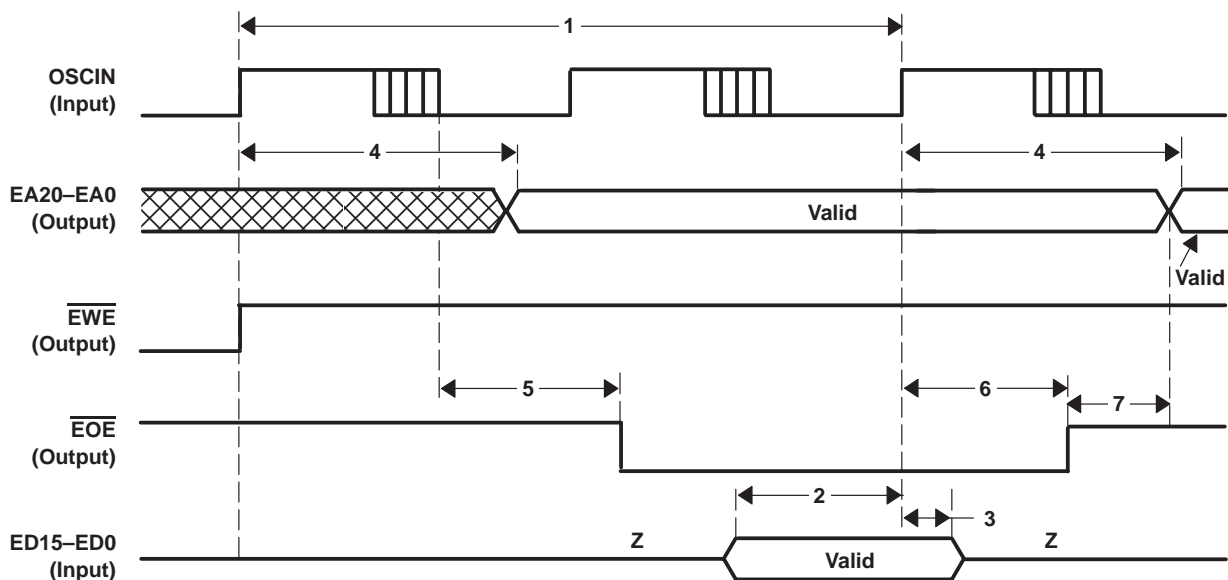 1
OSCIN
(Input)
4
4
EA20–EA0
(Output)
Valid
Valid
EWE
(Output)
5
6
7
EOE
(Output)
2
3
ED15–ED0
(Input)
Z
Valid
Z